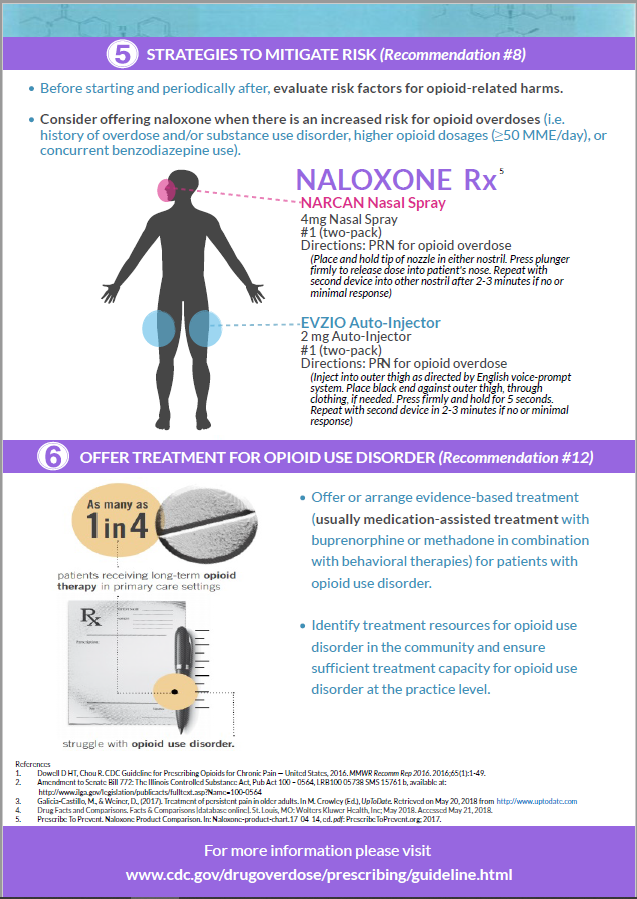 5 STRATEGIES TO MITIGATE RISK (Recommendation #8)
• Before starting and periodically after, evaluate risk factors for opioid-related harms.
• Consider offering naloxone when there is an increased risk for opioid overdoses (i.e.
history of overdose and/or substance use disorder, higher opioid dosages (≥50 MME/day), or
concurrent benzodiazepine use).
NALOXONE Rx 5
NARCAN Nasal Spray
4mg Nasal Spray
#1 (two-pack)
Directions: PRN for opioid overdose
(Place and hold tip of nozzle in either nostril. Press plunger
firmly to release dose into patient's nose. Repeat with
second device into other nostril after 2-3 minutes if no or
minimal response)
EVZIO Auto-Injector
2 mg Auto-Injector
#1 (two-pack)
Directions: PRN for opioid overdose
(Inject into outer thigh as directed by English voice-prompt
system. Place black end against outer thigh, through
clothing, if needed. Press firmly and hold for 5 seconds.
Repeat with second device in 2-3 minutes if no or minimal
response)
6 OFFER TREATMENT FOR OPIOID USE DISORDER (Recommendation #12)
As many as
1 in 4
patients receiving long-term opioid
therapy in primary care settings
Rx
struggle with opioid use disorder.
• Offer or arrange evidence-based treatment
(usually medication-assisted treatment with
buprenorphine or methadone in combination
with behavioral therapies) for patients with
opioid use disorder.
• Identify treatment resources for opioid use
disorder in the community and ensure
sufficient treatment capacity for opioid use
disorder at the practice level.
References
1. Dowell D HT, Chou R. CDC Guideline for Prescribing Opioids for Chronic Pain — United States, 2016. MMWR Recomm Rep 2016. 2016;65(1):1-49.
2. Amendment to Senate Bill 772: The Illinois Controlled Substance Act, Pub Act 100 – 0564, LRB100 05738 SMS 15761 b, available at:
http://www.ilga.gov/legislation/publicacts/fulltext.asp?Name=100-0564
3. Galicia-Castillo, M., & Weiner, D., (2017). Treatment of persistent pain in older adults. In M. Crowley (Ed.), UpToDate. Retrieved on May 20, 2018 from http://www.uptodate.com
4. Drug Facts and Comparisons. Facts & Comparisons [database online]. St. Louis, MO: Wolters Kluwer Health, Inc; May 2018. Accessed May 21, 2018.
5. Prescribe To Prevent. Naloxone Product Comparison. In: Naloxone-product-chart.17_04_14, ed. pdf: PrescribeToPrevent.org; 2017.
For more information please visit
www.cdc.gov/drugoverdose/prescribing/guideline.html